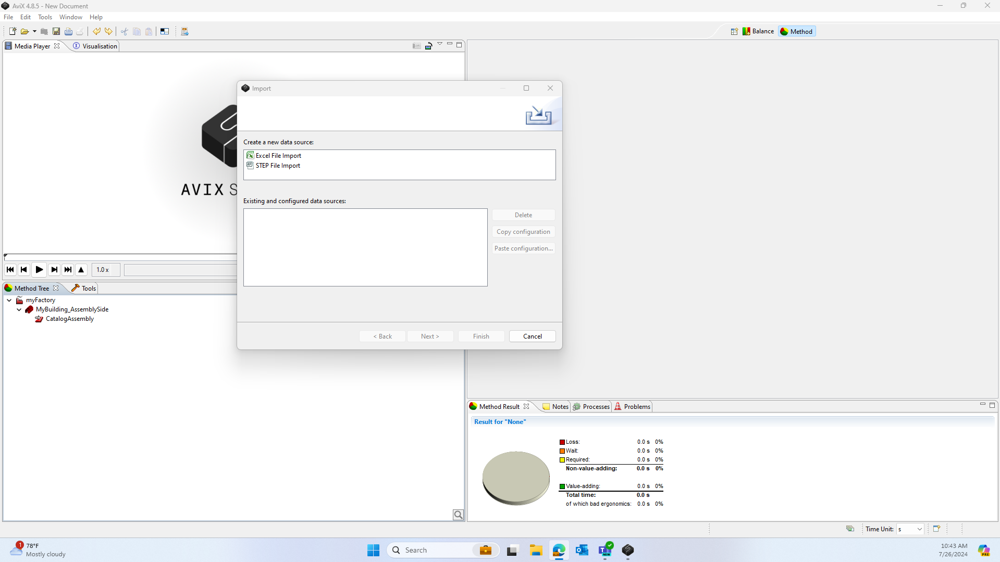 AviX 4.8.5 - New Document
File Edit Tools Window Help
Balance Method
Media Player Visualisation
AVIX S
Import
Create a new data source:
Excel File Import
STEP File Import
Existing and configured data sources:
Delete
Copy configuration
Paste configuration...
< Back Next > Finish Cancel
1.0 x
Method Tree Tools
myFactory
MyBuilding_AssemblySide
CatalogAssembly
Method Result Notes Processes Problems
Result for "None"
Loss: 0.0 s 0%
Wait: 0.0 s 0%
Required: 0.0 s 0%
Non-value-adding: 0.0 s 0%
Value-adding: 0.0 s 0%
Total time: 0.0 s
of which bad ergonomics: 0.0 s 0%
Time Unit: s
1
78°F
Mostly cloudy
Search
NEW
10:43 AM
7/26/2024
PRE